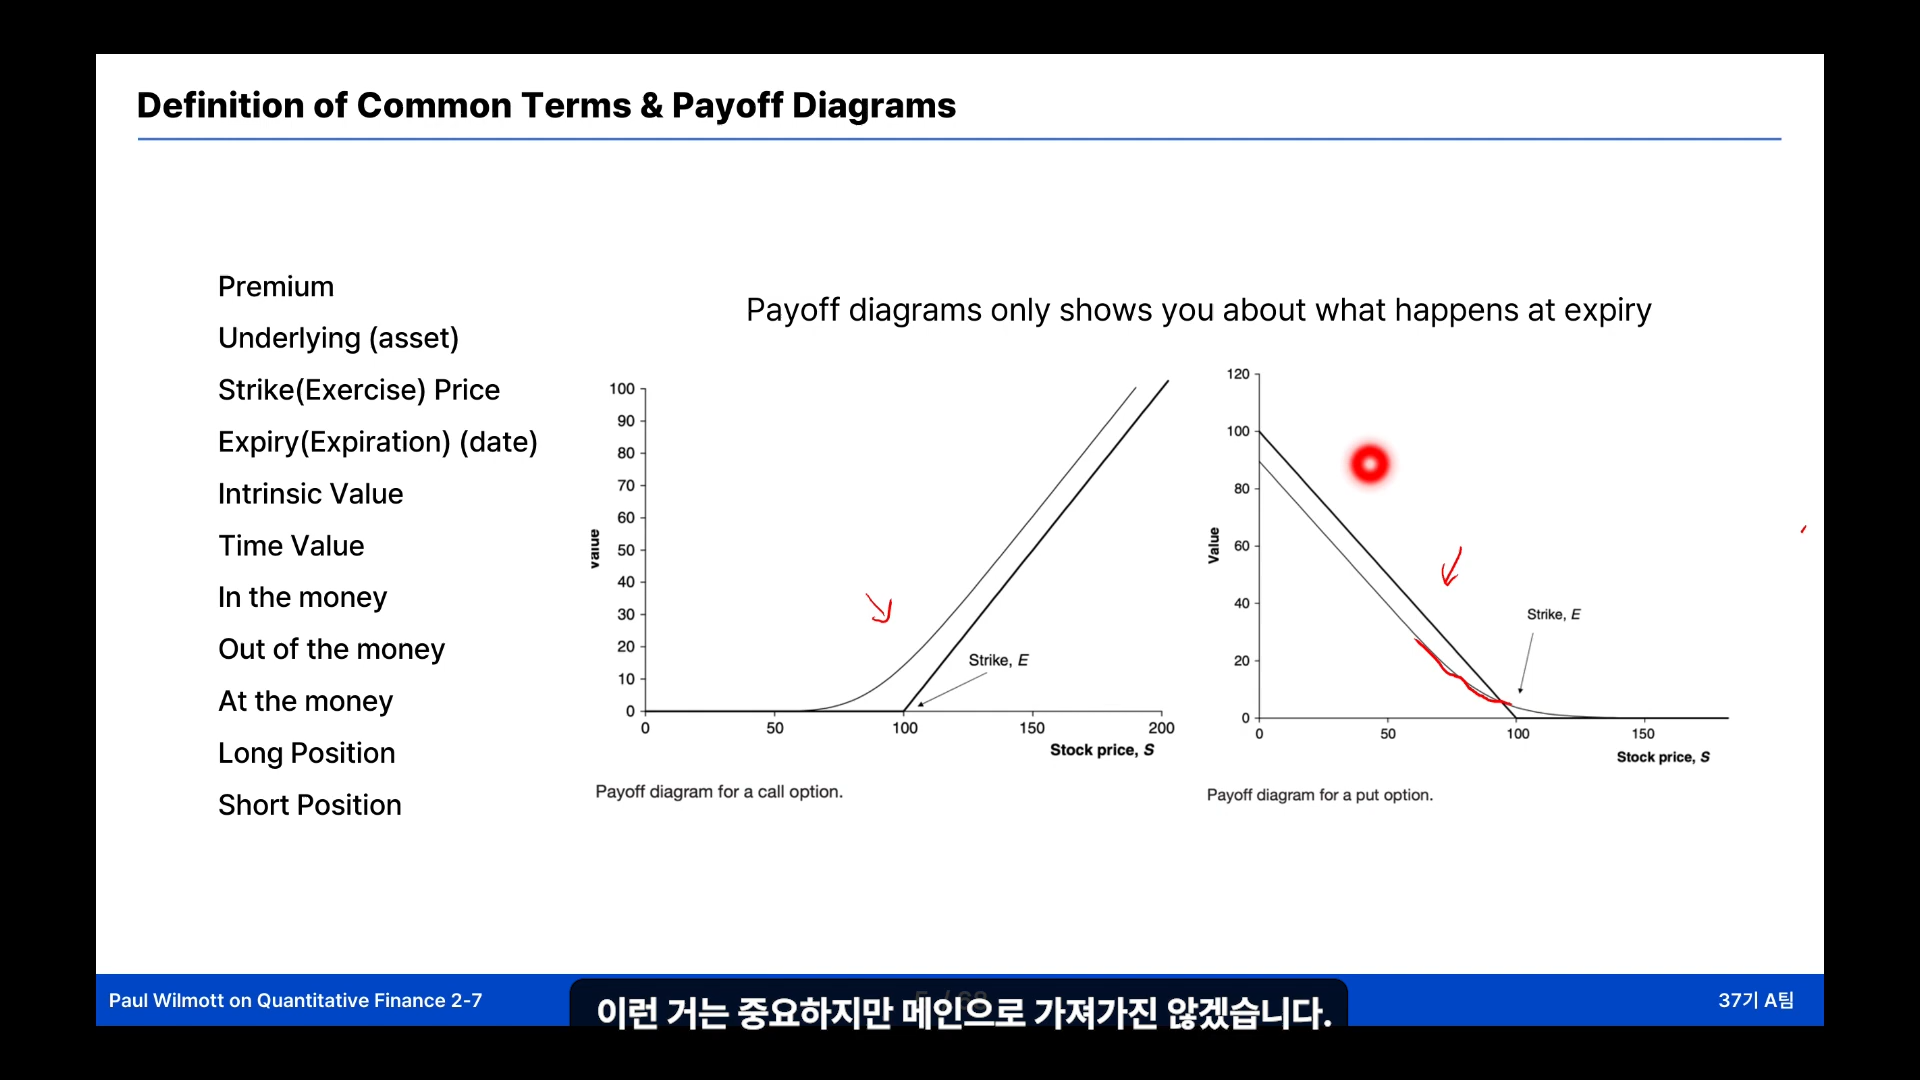 Definition of Common Terms & Payoff Diagrams
Premium
Underlying (asset)
Strike(Exercise) Price
Expiry(Expiration) (date)
Intrinsic Value
Time Value
In the money
Out of the money
At the money
Long Position
Short Position
Payoff diagrams only shows you about what happens at expiry
100
90
80
70
60
50
40
30
20
10
0
Value
0 50 100 150 200
Strike, E
Stock price, S
Payoff diagram for a call option.
120
100
80
60
40
20
0
Value
0 50 100 150
Strike, E
Stock price, S
Payoff diagram for a put option.
Paul Wilmott on Quantitative Finance 2-7
37기 A팀
이런 거는 중요하지만 메인으로 가져가진 않겠습니다.